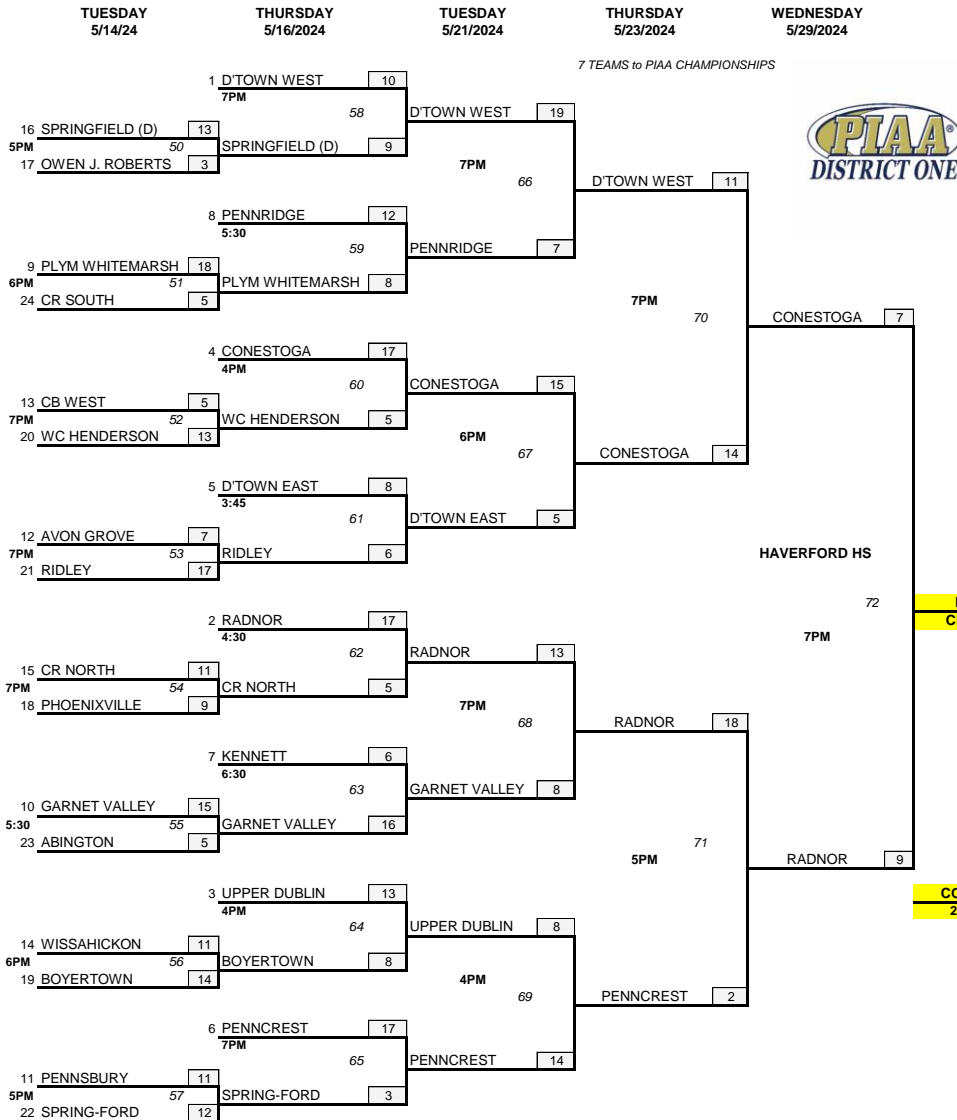 TUESDAY THURSDAY TUESDAY THURSDAY WEDNESDAY
5/14/24 5/16/2024 5/21/2024 5/23/2024 5/29/2024
7 TEAMS to PIAA CHAMPIONSHIPS
PIAA®
DISTRICT ONE
1 D'TOWN WEST 10
7PM
58 D'TOWN WEST 19
16 SPRINGFIELD (D) 13
5PM 50 SPRINGFIELD (D) 9
17 OWEN J. ROBERTS 3 7PM
66 D'TOWN WEST 11
8 PENNRIDGE 12
5:30
59 PENNRIDGE 7
9 PLYM WHITEMARSH 18
6PM 51 PLYM WHITEMARSH 8
24 CR SOUTH 5 7PM
70 CONESTOGA 7
4 CONESTOGA 17
4PM
60 CONESTOGA 15
13 CB WEST 5
7PM 52 WC HENDERSON 5
20 WC HENDERSON 13 6PM
67 CONESTOGA 14
5 D'TOWN EAST 8
3:45
61 D'TOWN EAST 5
12 AVON GROVE 7
7PM 53 RIDLEY 6 HAVERFORD HS
21 RIDLEY 17
72
2 RADNOR 17
4:30 7PM
62 RADNOR 13
15 CR NORTH 11
7PM 54 CR NORTH 5
18 PHOENIXVILLE 9 7PM
68 RADNOR 18
7 KENNETT 6
6:30
63 GARNET VALLEY 8
10 GARNET VALLEY 15
5:30 55 GARNET VALLEY 16
23 ABINGTON 5 71
5PM RADNOR 9
3 UPPER DUBLIN 13
4PM
64 UPPER DUBLIN 8
14 WISSAHICKON 11
6PM 56 BOYERTOWN 8
19 BOYERTOWN 14 4PM
69 PENNCREST 2
6 PENNCREST 17
7PM
65 PENNCREST 14
11 PENNSBURY 11
5PM 57 SPRING-FORD 3
22 SPRING-FORD 12